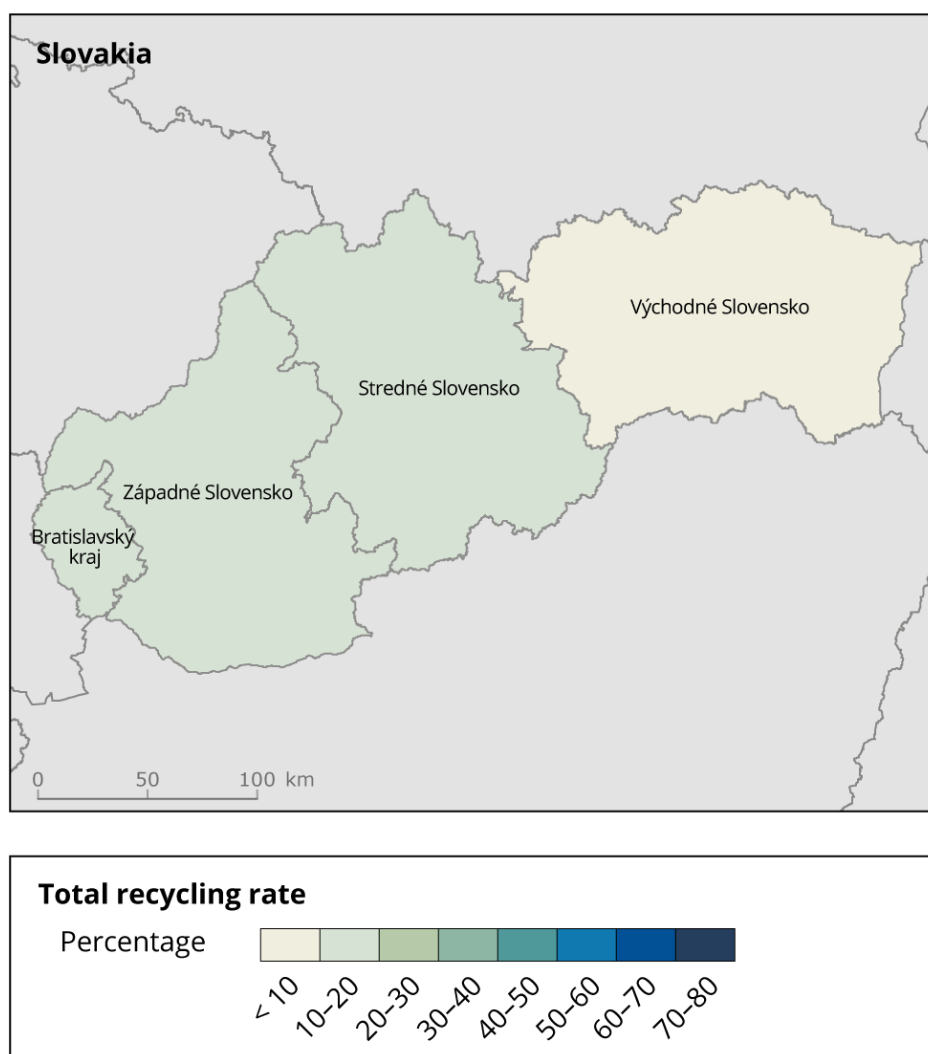 Slovakia
Východné Slovensko
Stredné Slovensko
Západné Slovensko
Bratislavský
kraj
0 50 100 km
Total recycling rate
Percentage
< 10 10–20 20–30 30–40 40–50 50–60 60–70 70–80